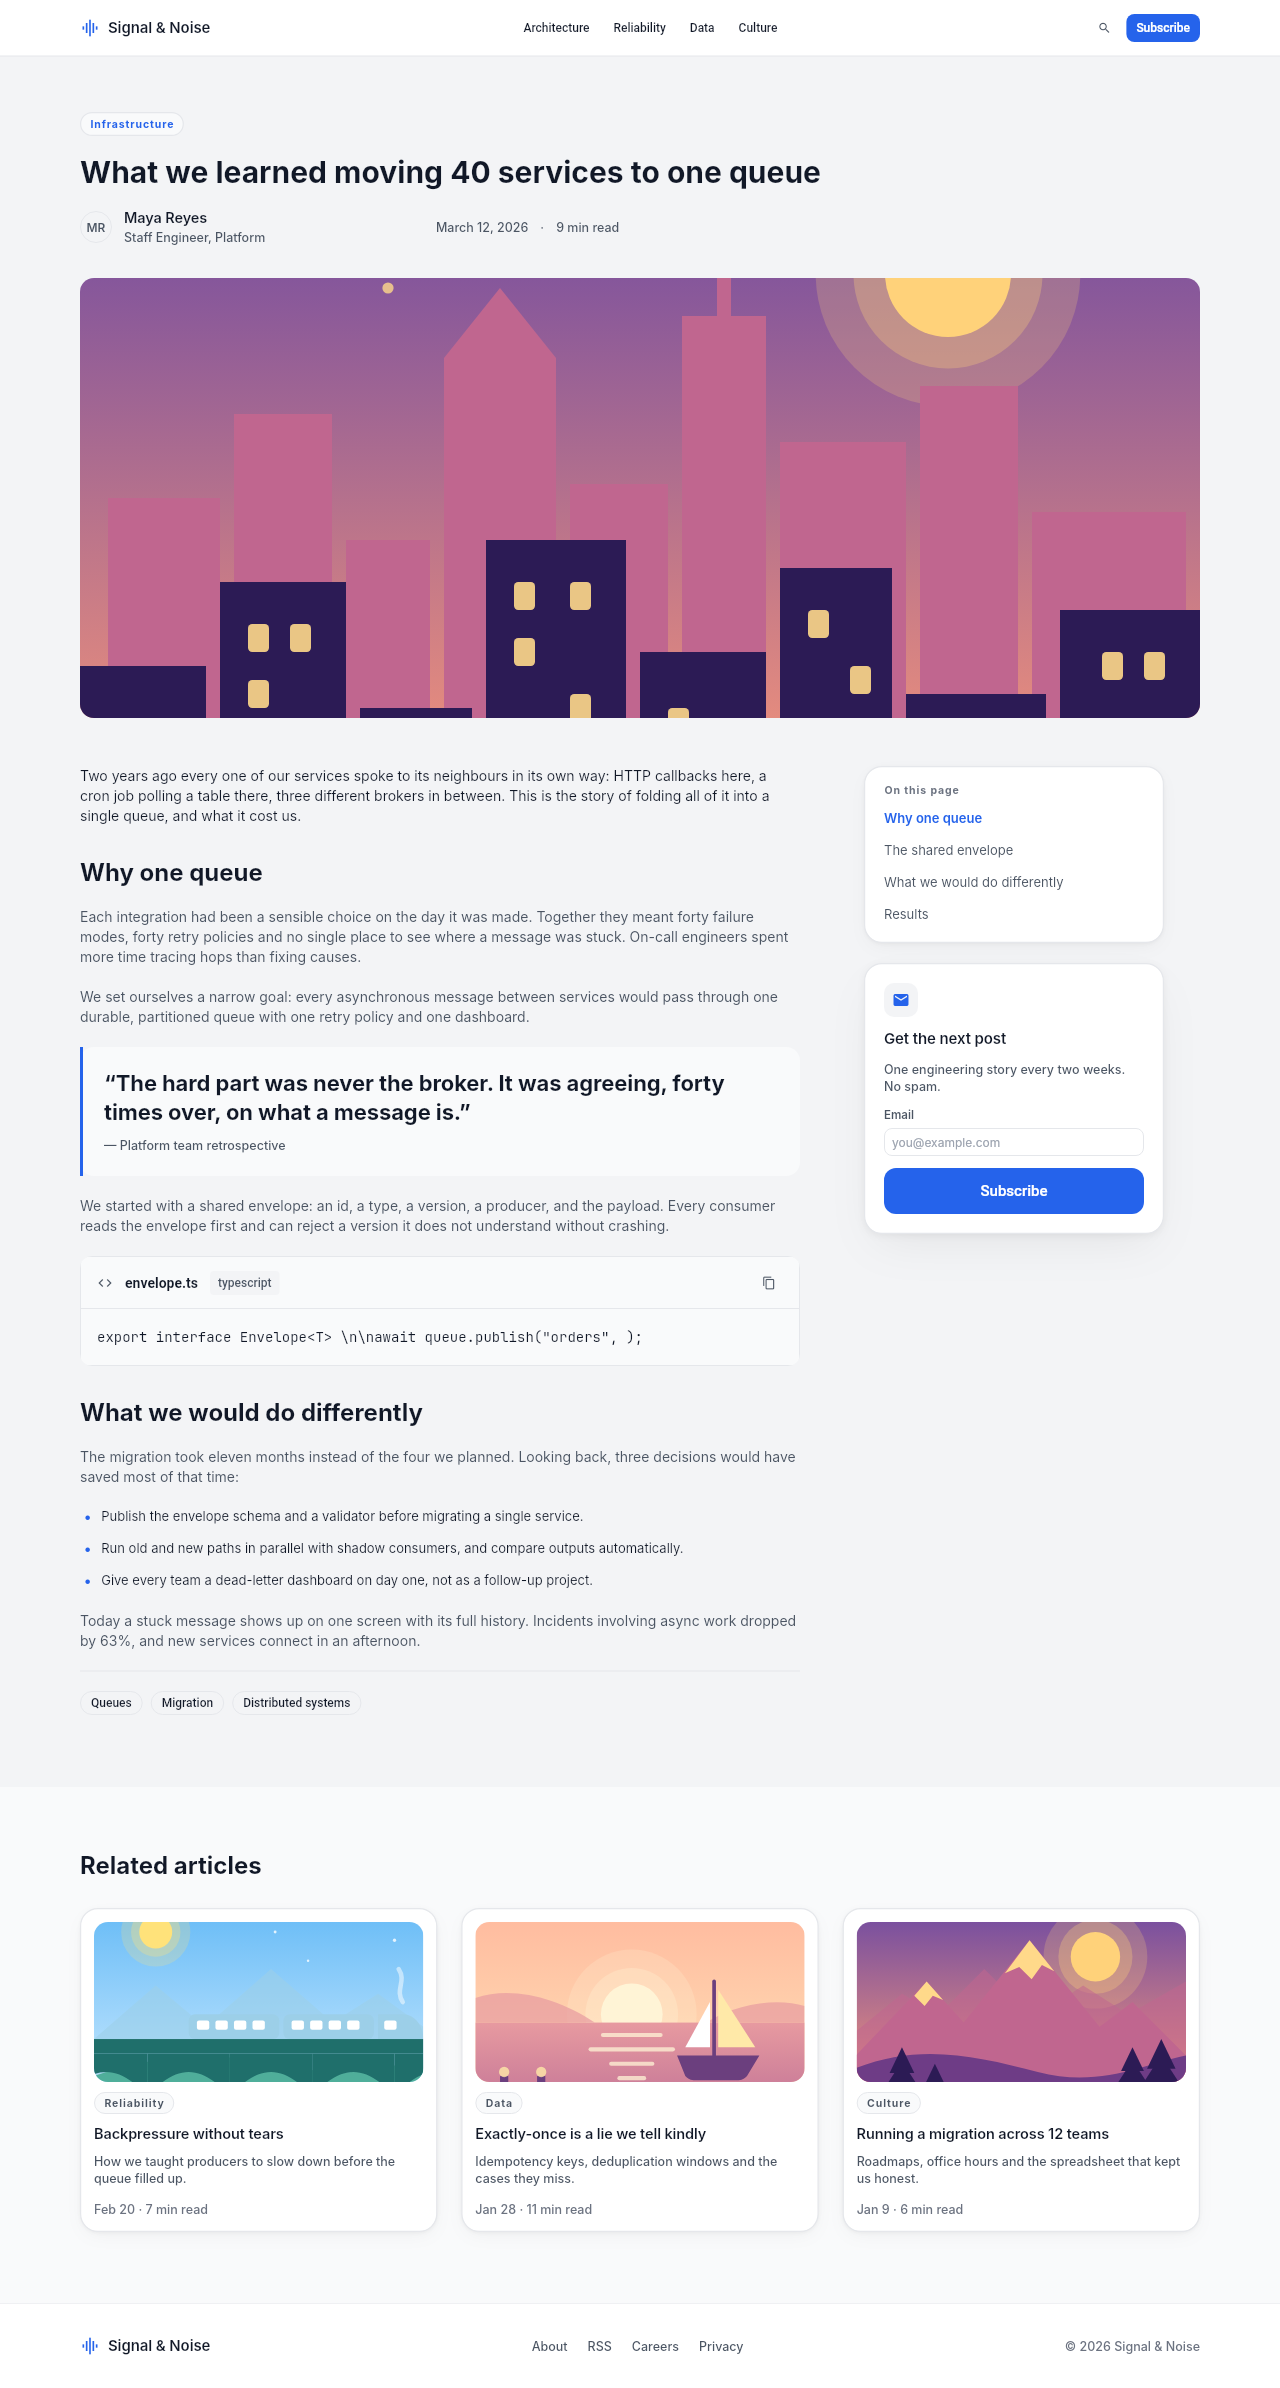 Signal & Noise
Architecture
Reliability
Data
Culture
Subscribe
Infrastructure
What we learned moving 40 services to one queue
MR
Maya Reyes
Staff Engineer, Platform
March 12, 2026 · 9 min read
Two years ago every one of our services spoke to its neighbours in its own way: HTTP callbacks here, a
cron job polling a table there, three different brokers in between. This is the story of folding all of it into a
single queue, and what it cost us.
Why one queue
Each integration had been a sensible choice on the day it was made. Together they meant forty failure
modes, forty retry policies and no single place to see where a message was stuck. On-call engineers spent
more time tracing hops than fixing causes.
We set ourselves a narrow goal: every asynchronous message between services would pass through one
durable, partitioned queue with one retry policy and one dashboard.
“The hard part was never the broker. It was agreeing, forty
times over, on what a message is.”
— Platform team retrospective
We started with a shared envelope: an id, a type, a version, a producer, and the payload. Every consumer
reads the envelope first and can reject a version it does not understand without crashing.
envelope.ts
typescript
export interface Envelope<T> \n\nawait queue.publish("orders", );
What we would do differently
The migration took eleven months instead of the four we planned. Looking back, three decisions would have
saved most of that time:
• Publish the envelope schema and a validator before migrating a single service.
• Run old and new paths in parallel with shadow consumers, and compare outputs automatically.
• Give every team a dead-letter dashboard on day one, not as a follow-up project.
Today a stuck message shows up on one screen with its full history. Incidents involving async work dropped
by 63%, and new services connect in an afternoon.
Queues
Migration
Distributed systems
On this page
Why one queue
The shared envelope
What we would do differently
Results
Get the next post
One engineering story every two weeks.
No spam.
Email
you@example.com
Subscribe
Related articles
Reliability
Backpressure without tears
How we taught producers to slow down before the
queue filled up.
Feb 20 · 7 min read
Data
Exactly-once is a lie we tell kindly
Idempotency keys, deduplication windows and the
cases they miss.
Jan 28 · 11 min read
Culture
Running a migration across 12 teams
Roadmaps, office hours and the spreadsheet that kept
us honest.
Jan 9 · 6 min read
Signal & Noise
About
RSS
Careers
Privacy
© 2026 Signal & Noise